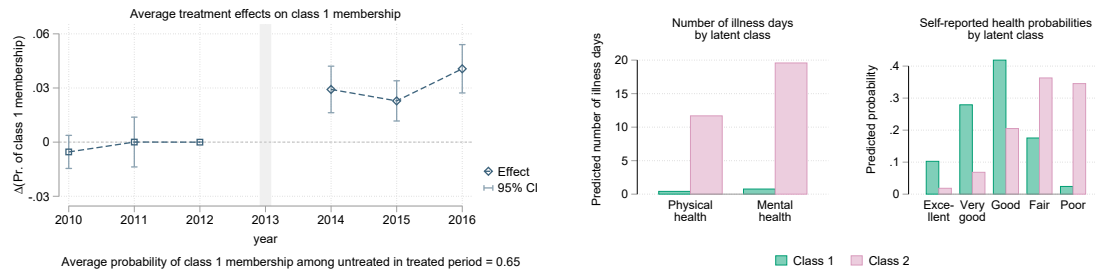 Average treatment effects on class 1 membership
Δ(Pr. of class 1 membership)
.06
.03
0
-.03
2010 2011 2012 2013 2014 2015 2016
year
Effect
95% CI
Average probability of class 1 membership among untreated in treated period = 0.65
Number of illness days
by latent class
Predicted number of illness days
20
15
10
5
0
Physical Mental
health health
Self-reported health probabilities
by latent class
Predicted probability
.4
.3
.2
.1
0
Exce- Very Good Fair Poor
llent good
Class 1 Class 2